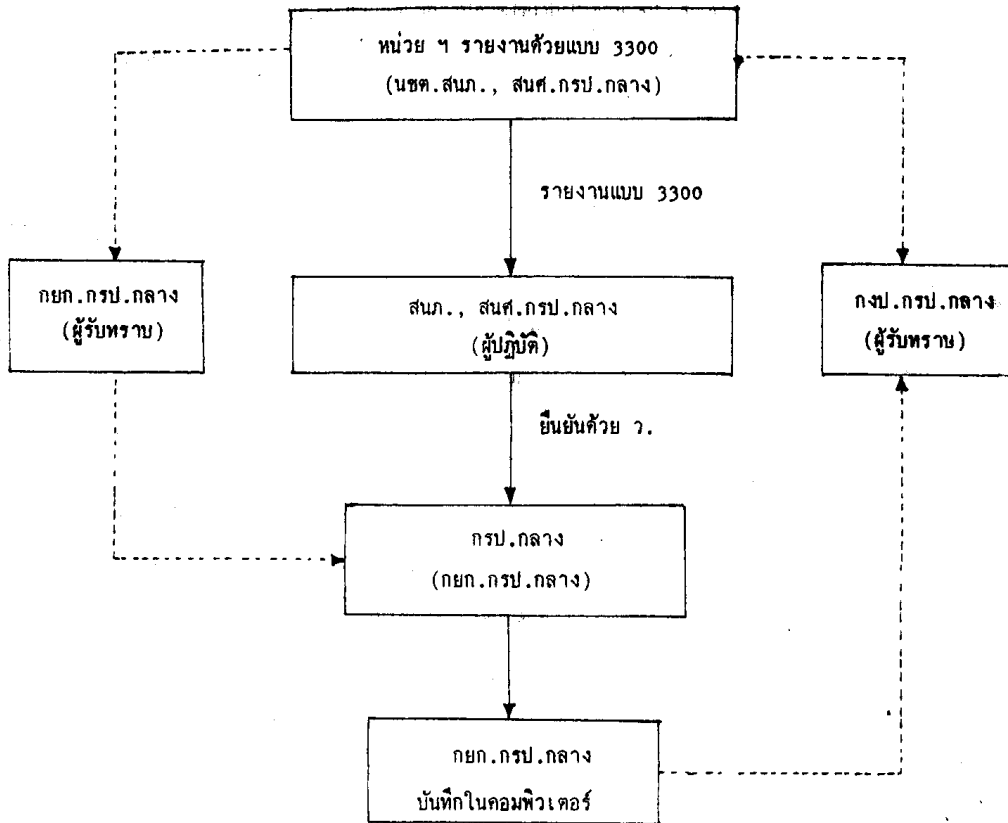 หน่วย ฯ รายงานด้วยแบบ 3300
(นชต.สนภ., สนศ.กรป.กลาง)
รายงานแบบ 3300
กยก.กรป.กลาง
(ผู้รับทราบ)
สนภ., สนศ.กรป.กลาง
(ผู้ปฏิบัติ)
กงป.กรป.กลาง
(ผู้รับทราบ)
ยืนยันด้วย ว.
กรป.กลาง
(กยก.กรป.กลาง)
กยก.กรป.กลาง
บันทึกในคอมพิวเตอร์